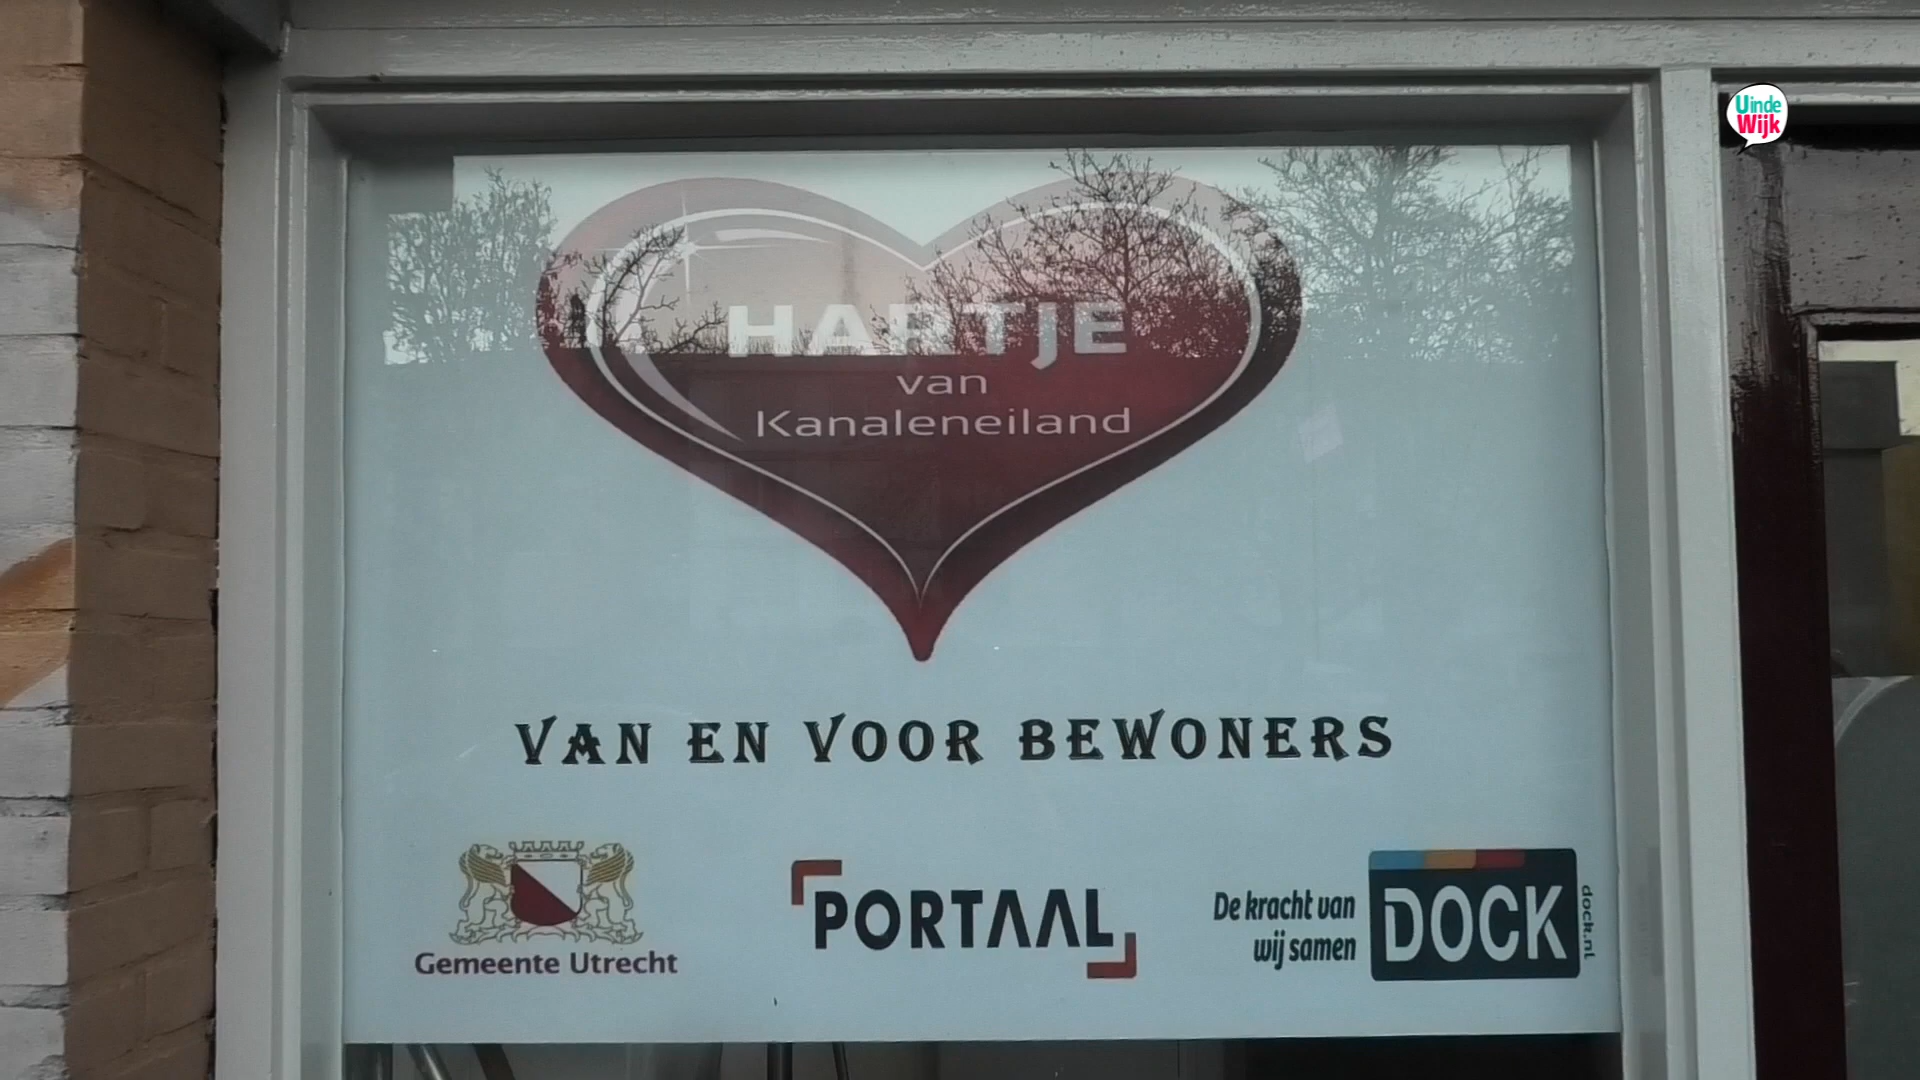 Uinde
Wijk
HARTJE
van
Kanaleneiland
VAN EN VOOR BEWONERS
Gemeente Utrecht
PORTAAL
De kracht van
wij samen
DOCK
dock.nl